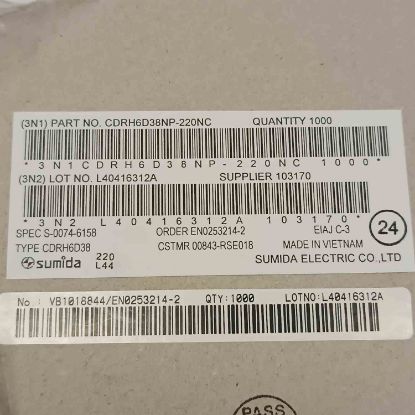 (3N1) PART NO. CDRH6D38NP-220NC QUANTITY 1000
*3N1CDRH6D38NP-220NC 1000*
(3N2) LOT NO. L40416312A SUPPLIER 103170
*3N2 L40416312A 103170*
SPEC S-0074-6158 ORDER EN0253214-2 EIAJ C-3
TYPE CDRH6D38 CSTMR 00843-RSE018 MADE IN VIETNAM
24
sumida 220 SUMIDA ELECTRIC CO.,LTD
L44
No : VB1018844/EN0253214-2 QTY:1000 LOTNO:L40416312A
PASS